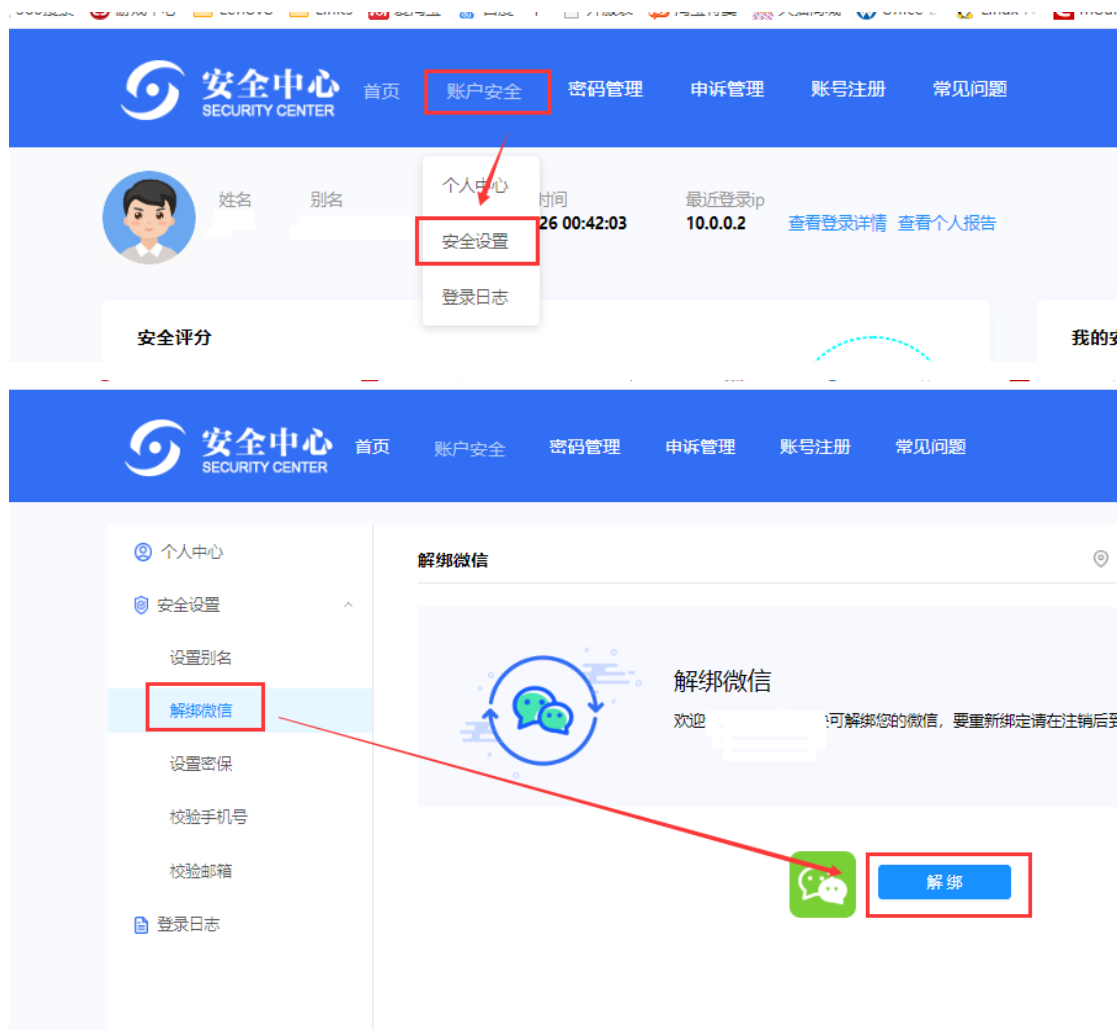 安全中心
SECURITY CENTER
首页 账户安全 密码管理 申诉管理 账号注册 常见问题
个人中心
安全设置
登录日志
姓名 别名 时间 最近登录ip
26 00:42:03 10.0.0.2 查看登录详情 查看个人报告
安全评分 我的安
安全中心
SECURITY CENTER
首页 账户安全 密码管理 申诉管理 账号注册 常见问题
个人中心
安全设置
设置别名
解绑微信
设置密保
校验手机号
校验邮箱
登录日志
解绑微信
解绑微信
欢迎 可解绑您的微信，要重新绑定请在注销后到
解绑